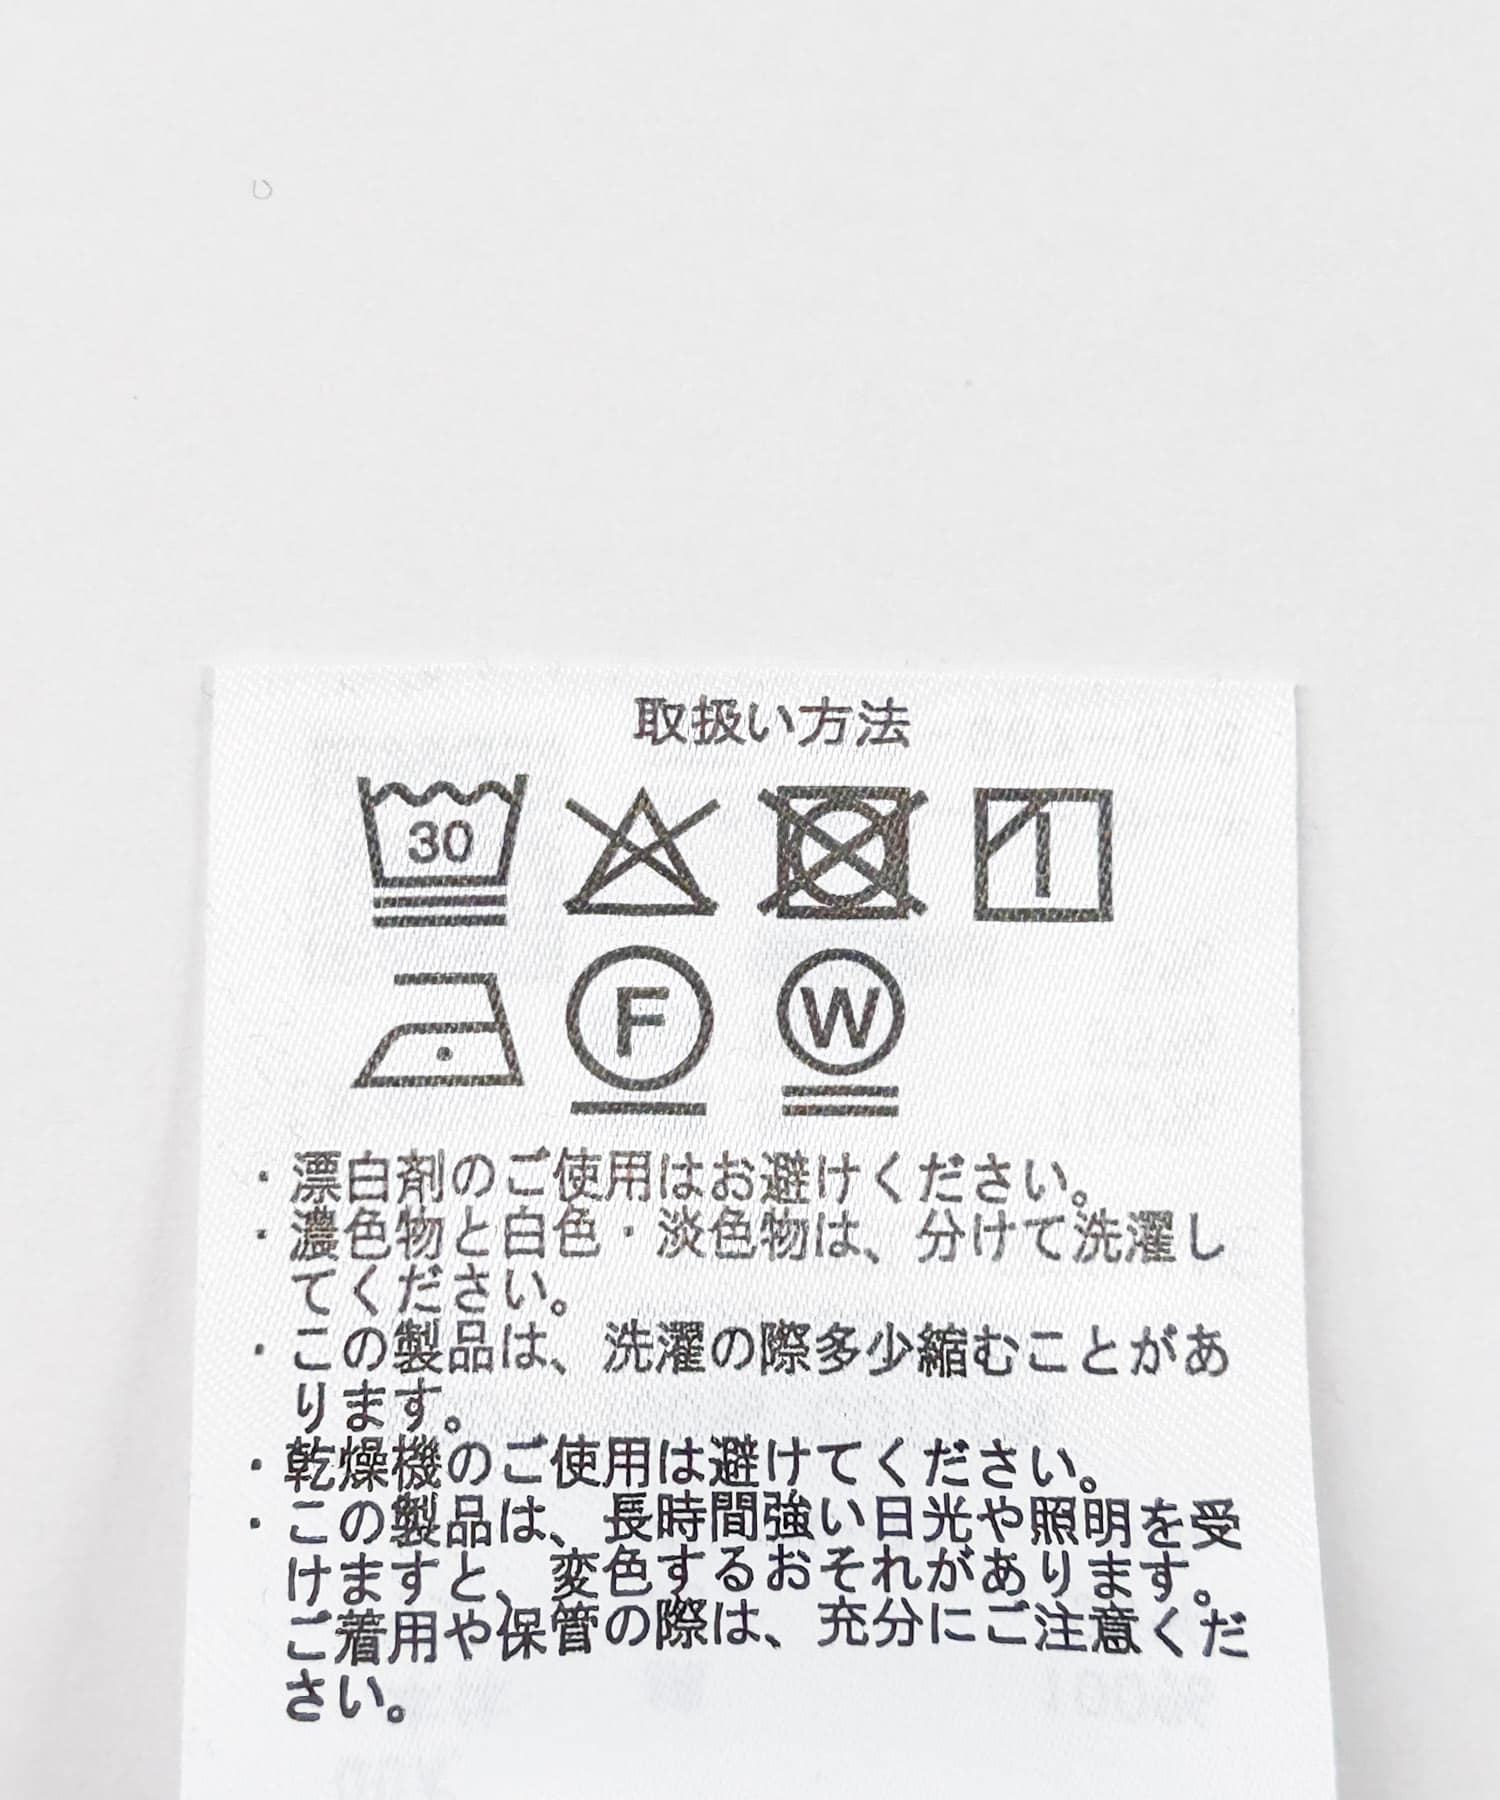 取扱い方法
30
F W
・漂白剤のご使用はお避けください。
・濃色物と白色・淡色物は、分けて洗濯し
てください。
・この製品は、洗濯の際多少縮むことがあ
ります。
・乾燥機のご使用は避けてください。
・この製品は、長時間強い日光や照明を受
けますと、変色するおそれがあります。
ご着用や保管の際は、充分にご注意くだ
さい。